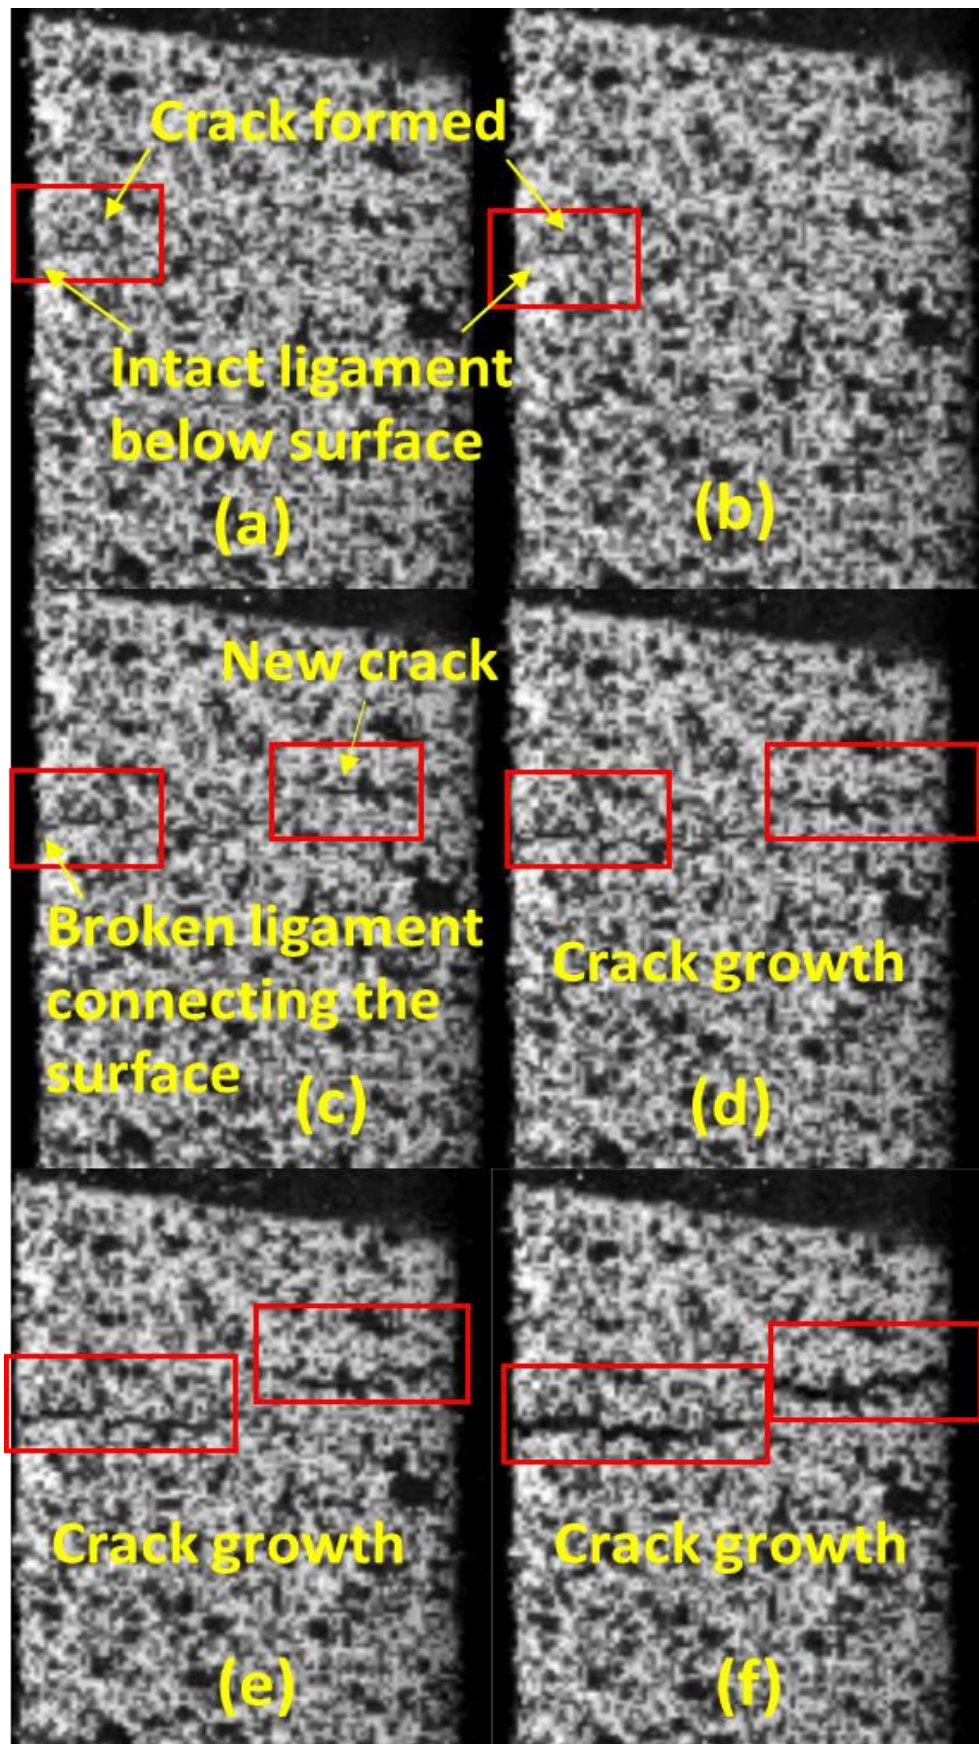 Crack formed
Intact ligament
below surface
(a)
(b)
New crack
Broken ligament
connecting the
surface
(c)
Crack growth
(d)
Crack growth
(e)
Crack growth
(f)